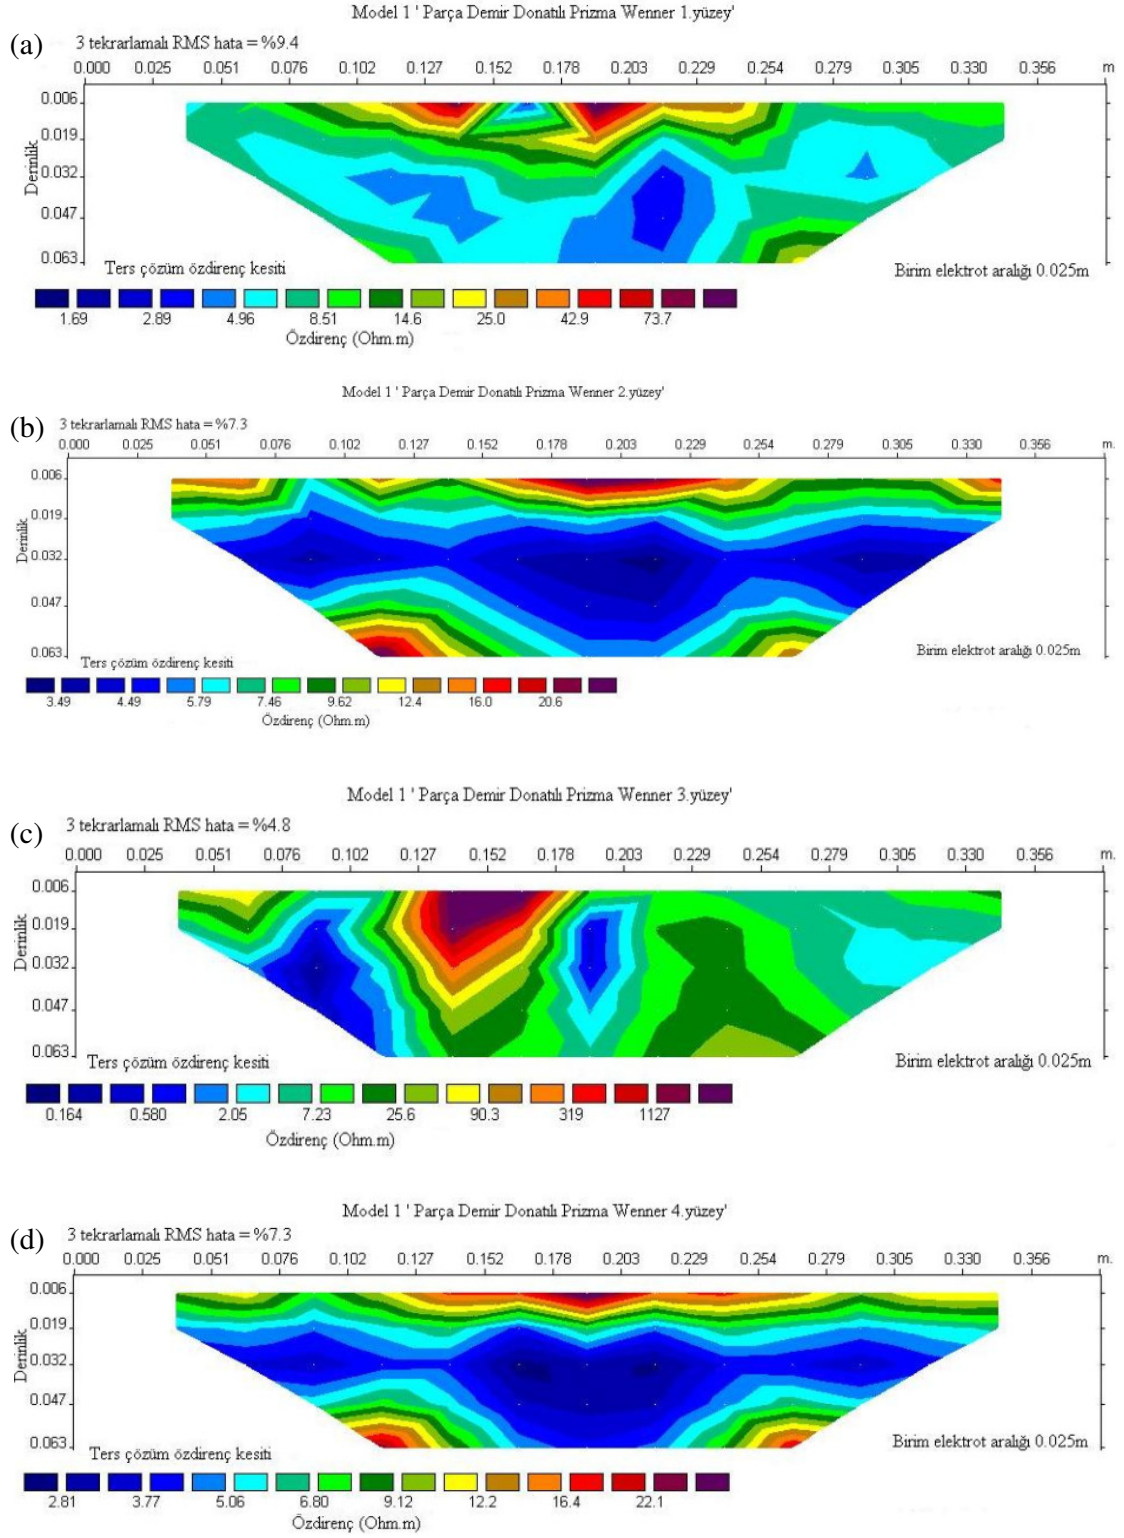 Model 1 ' Parça Demir Donatılı Prizma Wenner 1.yüzey'
(a)
3 tekrarlamalı RMS hata = %9.4
0.000 0.025 0.051 0.076 0.102 0.127 0.152 0.178 0.203 0.229 0.254 0.279 0.305 0.330 0.356 m
0.006
0.019
0.032
0.047
0.063
Derinlik
Ters çözüm özdirenç kesiti
Birim elektrot aralığı 0.025m
1.69 2.89 4.96 8.51 14.6 25.0 42.9 73.7
Özdirenç (Ohm.m)
Model 1 ' Parça Demir Donatılı Prizma Wenner 2.yüzey'
(b)
3 tekrarlamalı RMS hata = %7.3
0.000 0.025 0.051 0.076 0.102 0.127 0.152 0.178 0.203 0.229 0.254 0.279 0.305 0.330 0.356 m.
0.006
0.019
0.032
0.047
0.063
Derinlik
Ters çözüm özdirenç kesiti
Birim elektrot aralığı 0.025m
3.49 4.49 5.79 7.46 9.62 12.4 16.0 20.6
Özdirenç (Ohm.m)
Model 1 ' Parça Demir Donatılı Prizma Wenner 3.yüzey'
(c)
3 tekrarlamalı RMS hata = %4.8
0.000 0.025 0.051 0.076 0.102 0.127 0.152 0.178 0.203 0.229 0.254 0.279 0.305 0.330 0.356 m.
0.006
0.019
0.032
0.047
0.063
Derinlik
Ters çözüm özdirenç kesiti
Birim elektrot aralığı 0.025m
0.164 0.580 2.05 7.23 25.6 90.3 319 1127
Özdirenç (Ohm.m)
Model 1 ' Parça Demir Donatılı Prizma Wenner 4.yüzey'
(d)
3 tekrarlamalı RMS hata = %7.3
0.000 0.025 0.051 0.076 0.102 0.127 0.152 0.178 0.203 0.229 0.254 0.279 0.305 0.330 0.356 m.
0.006
0.019
0.032
0.047
0.063
Derinlik
Ters çözüm özdirenç kesiti
Birim elektrot aralığı 0.025m
2.81 3.77 5.06 6.80 9.12 12.2 16.4 22.1
Özdirenç (Ohm.m)